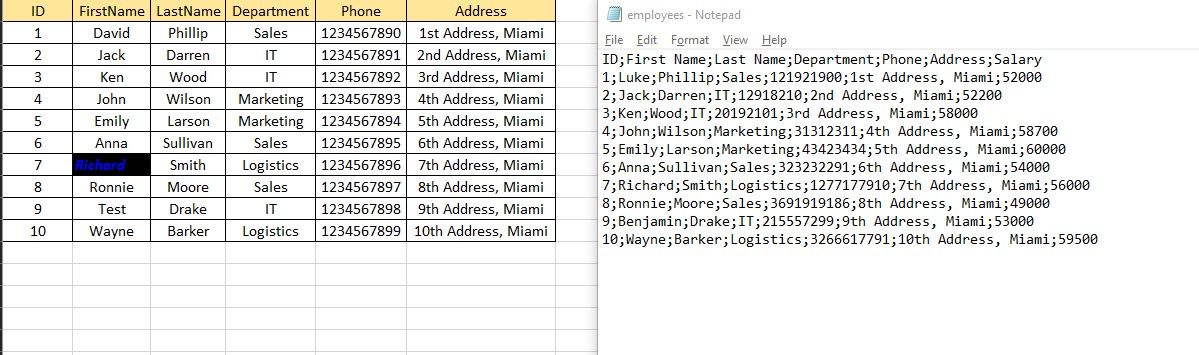 ID FirstName LastName Department Phone Address
1 David Phillip Sales 1234567890 1st Address, Miami
2 Jack Darren IT 1234567891 2nd Address, Miami
3 Ken Wood IT 1234567892 3rd Address, Miami
4 John Wilson Marketing 1234567893 4th Address, Miami
5 Emily Larson Marketing 1234567894 5th Address, Miami
6 Anna Sullivan Sales 1234567895 6th Address, Miami
7 Richard Smith Logistics 1234567896 7th Address, Miami
8 Ronnie Moore Sales 1234567897 8th Address, Miami
9 Test Drake IT 1234567898 9th Address, Miami
10 Wayne Barker Logistics 1234567899 10th Address, Miami
employees - Notepad
File Edit Format View Help
ID;First Name;Last Name;Department;Phone;Address;Salary
1;Luke;Phillip;Sales;121921900;1st Address, Miami;52000
2;Jack;Darren;IT;12918210;2nd Address, Miami;52200
3;Ken;Wood;IT;20192101;3rd Address, Miami;58000
4;John;Wilson;Marketing;31312311;4th Address, Miami;58700
5;Emily;Larson;Marketing;43423434;5th Address, Miami;60000
6;Anna;Sullivan;Sales;323232291;6th Address, Miami;54000
7;Richard;Smith;Logistics;1277177910;7th Address, Miami;56000
8;Ronnie;Moore;Sales;3691919186;8th Address, Miami;49000
9;Benjamin;Drake;IT;215557299;9th Address, Miami;53000
10;Wayne;Barker;Logistics;3266617791;10th Address, Miami;59500